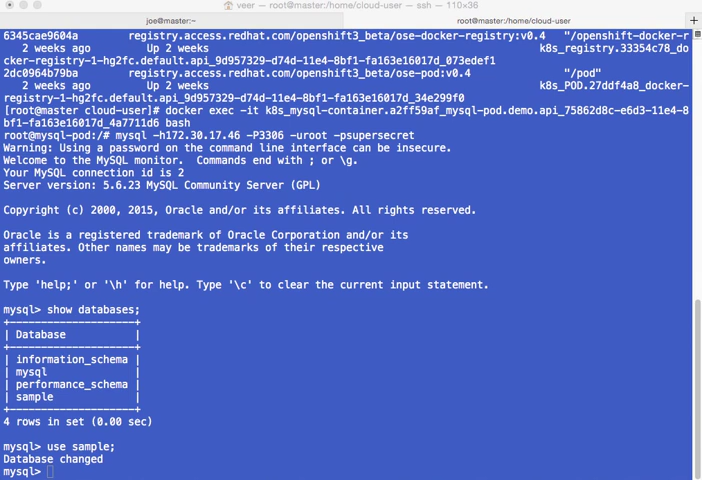 veer — root@master:/home/cloud-user — ssh — 110×36
joe@master:~ root@master:/home/cloud-user +
6345cae9604a registry.access.redhat.com/openshift3_beta/ose-docker-registry:v0.4 "/openshift-docker-r
2 weeks ago Up 2 weeks k8s_registry.33354c78_do
cker-registry-1-hg2fc.default.api_9d957329-d74d-11e4-8bf1-fa163e16017d_073edef1
2dc0964b79ba registry.access.redhat.com/openshift3_beta/ose-pod:v0.4 "/pod"
2 weeks ago Up 2 weeks k8s_POD.27ddf4a8_docker-
registry-1-hg2fc.default.api_9d957329-d74d-11e4-8bf1-fa163e16017d_34e299f0
[root@master cloud-user]# docker exec -it k8s_mysql-container.a2ff59af_mysql-pod.demo.api_75862d8c-e6d3-11e4-8
bf1-fa163e16017d_4a7711d6 bash
root@mysql-pod:/# mysql -h172.30.17.46 -P3306 -uroot -psupersecret
Warning: Using a password on the command line interface can be insecure.
Welcome to the MySQL monitor.  Commands end with ; or \g.
Your MySQL connection id is 2
Server version: 5.6.23 MySQL Community Server (GPL)
Copyright (c) 2000, 2015, Oracle and/or its affiliates. All rights reserved.
Oracle is a registered trademark of Oracle Corporation and/or its
affiliates. Other names may be trademarks of their respective
owners.
Type 'help;' or '\h' for help. Type '\c' to clear the current input statement.
mysql> show databases;
+--------------------+
| Database           |
+--------------------+
| information_schema |
| mysql              |
| performance_schema |
| sample             |
+--------------------+
4 rows in set (0.00 sec)
mysql> use sample;
Database changed
mysql>